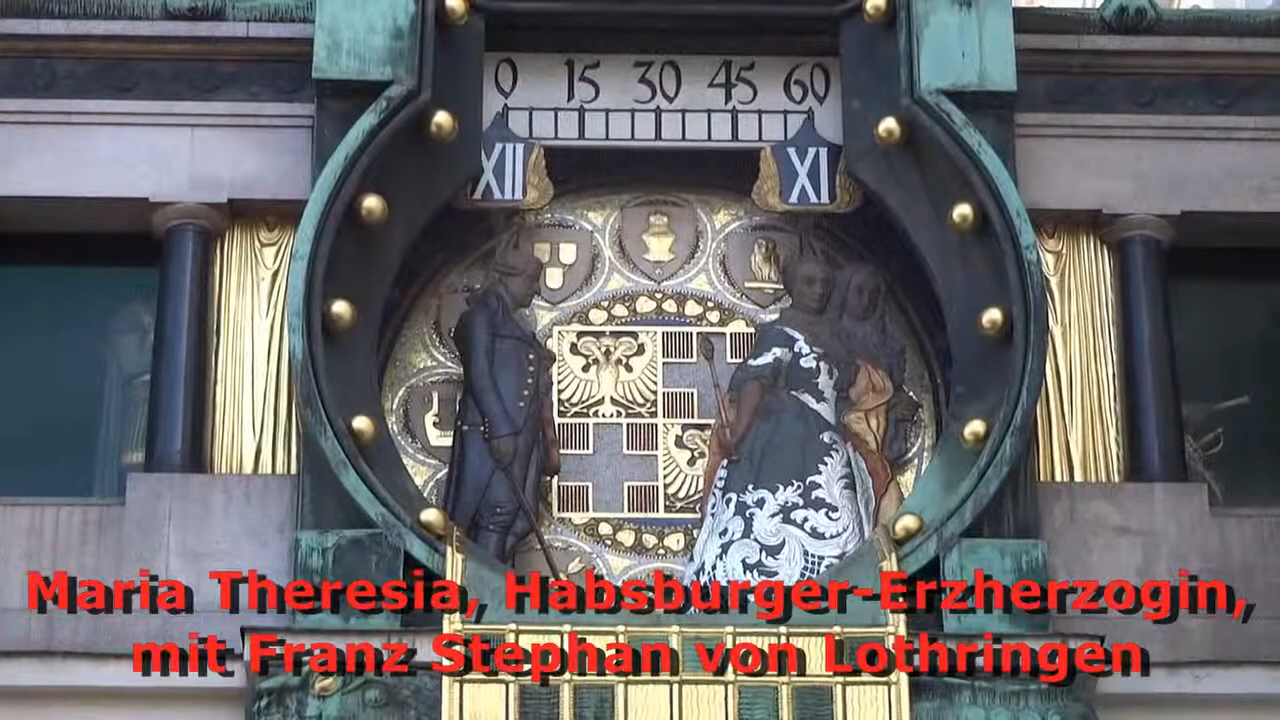 0 15 30 45 60
XII XI
Maria Theresia, Habsburger-Erzherzogin,
mit Franz Stephan von Lothringen